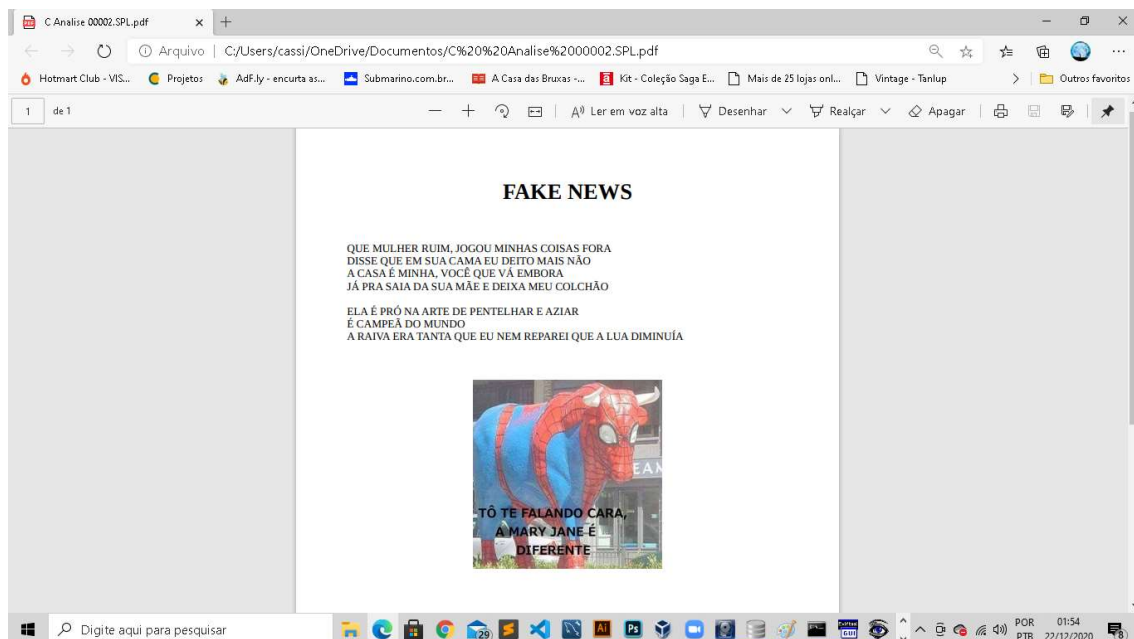 C Analise 00002.SPL.pdf
Arquivo | C:/Users/cassi/OneDrive/Documentos/C%20%20Analise%2000002.SPL.pdf
Hotmart Club - VIS... Projetos AdF.ly - encurta as... Submarino.com.br... A Casa das Bruxas -... Kit - Coleção Saga E... Mais de 25 lojas onl... Vintage - Tanlup Outros favoritos
1 de 1 Ler em voz alta Desenhar Realçar Apagar
FAKE NEWS
QUE MULHER RUIM, JOGOU MINHAS COISAS FORA
DISSE QUE EM SUA CAMA EU DEITO MAIS NÃO
A CASA É MINHA, VOCÊ QUE VÁ EMBORA
JÁ PRA SAIA DA SUA MÃE E DEIXA MEU COLCHÃO
ELA É PRÓ NA ARTE DE PENTELHAR E AZIAR
É CAMPEÃ DO MUNDO
A RAIVA ERA TANTA QUE EU NEM REPAREI QUE A LUA DIMINUÍA
TÔ TE FALANDO CARA,
A MARY JANE É
DIFERENTE
Digite aqui para pesquisar
29
Ai
Ps
GUI
POR
PTB
01:54
22/12/2020
8